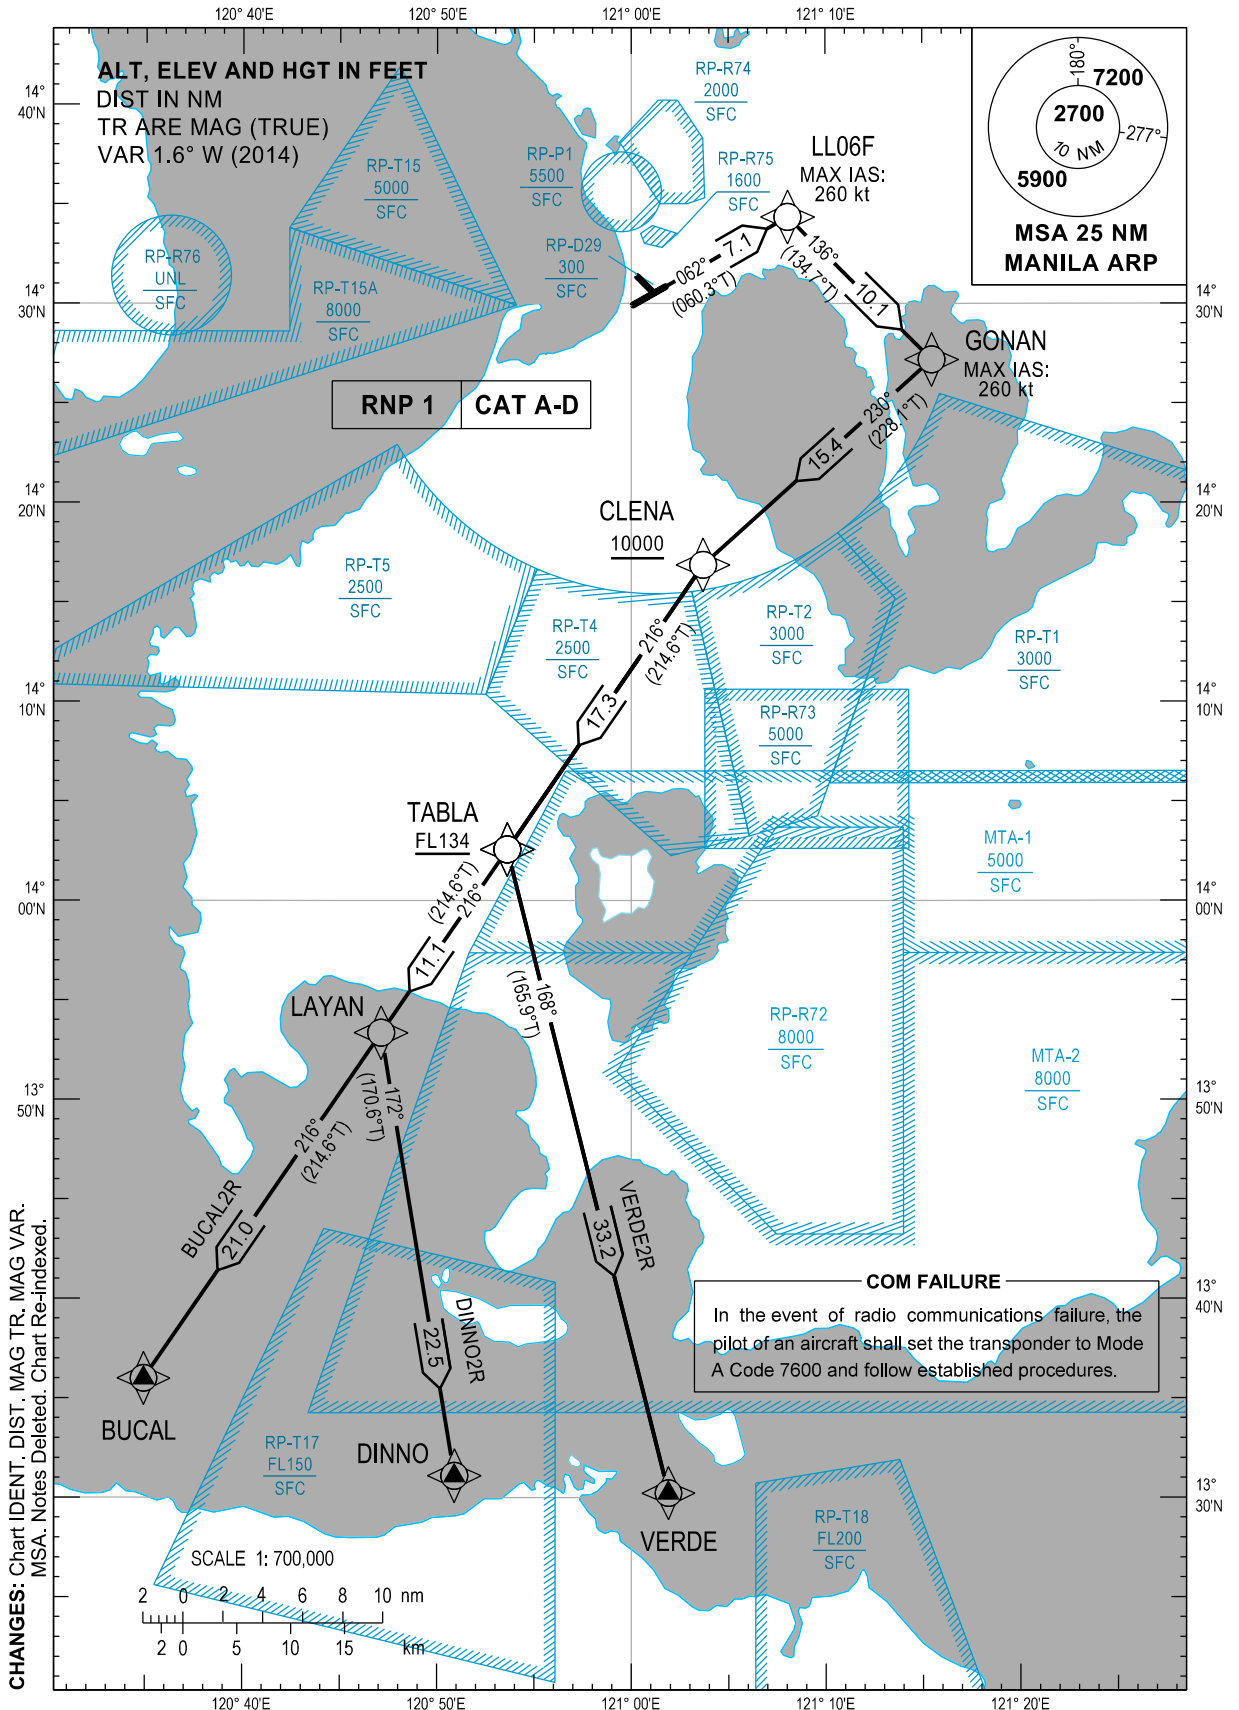 120° 40'E
120° 50'E
121° 00'E
121° 10'E
ALT, ELEV AND HGT IN FEET
DIST IN NM
TR ARE MAG (TRUE)
VAR 1.6° W (2014)
14°
40'N
RP-R74
2000
SFC
180°
7200
2700
277°
10 NM
5900
MSA 25 NM
MANILA ARP
RP-T15
5000
SFC
RP-P1
5500
SFC
RP-R75
1600
SFC
LL06F
MAX IAS:
260 kt
RP-R76
UNL
SFC
RP-T15A
8000
SFC
RP-D29
300
SFC
062°
7.1
(060.3°T)
136°
(134.7°T)
10.1
14°
30'N
14°
30'N
GONAN
MAX IAS:
260 kt
RNP 1
CAT A-D
230°
(228.1°T)
15.4
14°
20'N
14°
20'N
CLENA
10000
RP-T5
2500
SFC
RP-T4
2500
SFC
216°
(214.6°T)
17.3
RP-T2
3000
SFC
RP-T1
3000
SFC
14°
10'N
14°
10'N
RP-R73
5000
SFC
TABLA
FL134
MTA-1
5000
SFC
14°
00'N
14°
00'N
(214.6°T)
216°
11.1
LAYAN
168°
(165.9°T)
RP-R72
8000
SFC
MTA-2
8000
SFC
13°
50'N
13°
50'N
172°
(170.6°T)
216°
(214.6°T)
BUCAL2R
21.0
VERDE2R
33.2
DINNO2R
22.5
13°
40'N
COM FAILURE
In the event of radio communications failure, the
pilot of an aircraft shall set the transponder to Mode
A Code 7600 and follow established procedures.
BUCAL
RP-T17
FL150
SFC
DINNO
VERDE
13°
30'N
RP-T18
FL200
SFC
SCALE 1: 700,000
2 0 2 4 6 8 10 nm
2 0 5 10 15 km
120° 40'E
120° 50'E
121° 00'E
121° 10'E
121° 20'E
CHANGES: Chart IDENT. DIST. MAG TR. MAG VAR.
MSA. Notes Deleted. Chart Re-indexed.